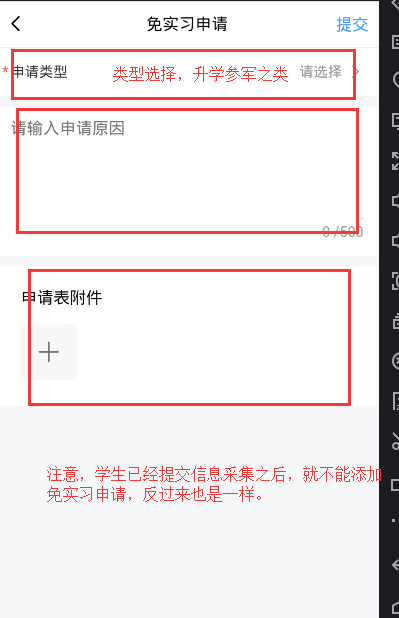 免实习申请 提交
*申请类型 类型选择，升学参军之类 请选择
请输入申请原因
0 /500
申请表附件
注意，学生已经提交信息采集之后，就不能添加
免实习申请，反过来也是一样。